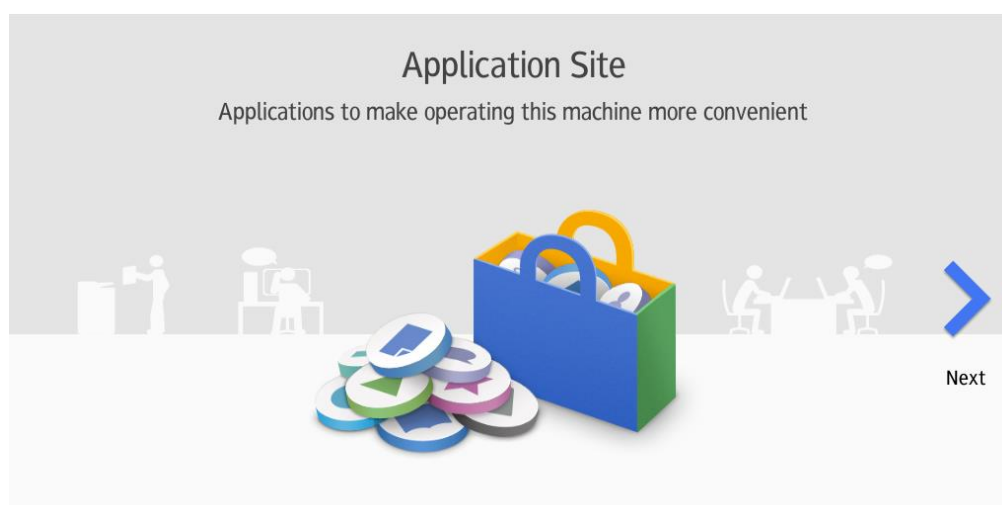 Application Site
Applications to make operating this machine more convenient
Next